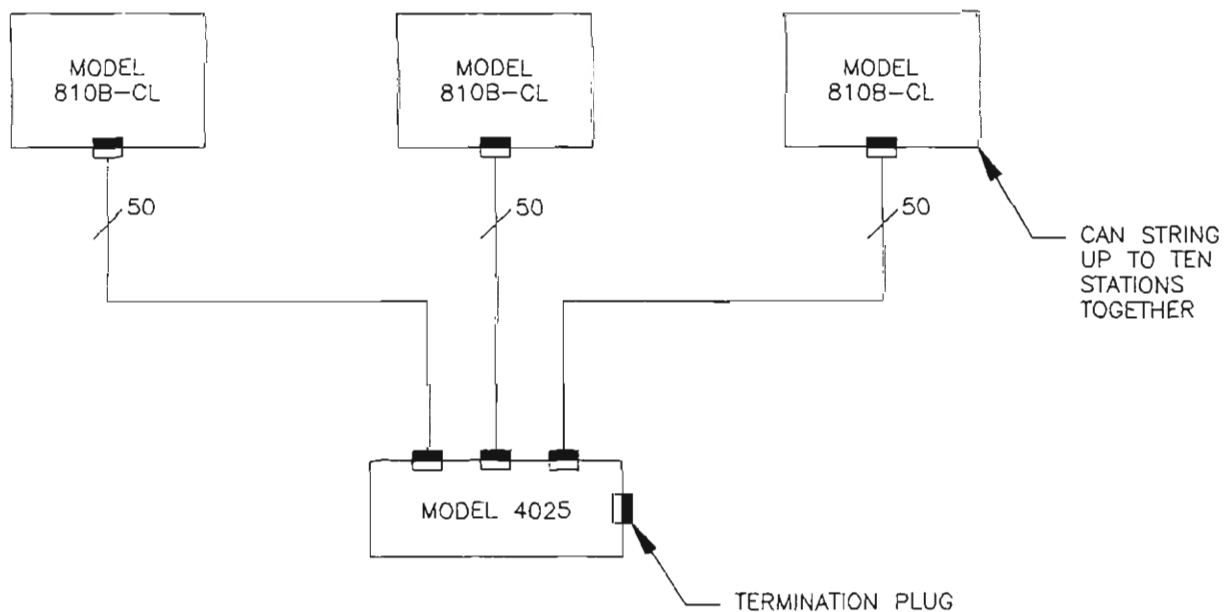 MODEL
810B-CL
MODEL
810B-CL
MODEL
810B-CL
50
50
50
CAN STRING
UP TO TEN
STATIONS
TOGETHER
MODEL 4025
TERMINATION PLUG